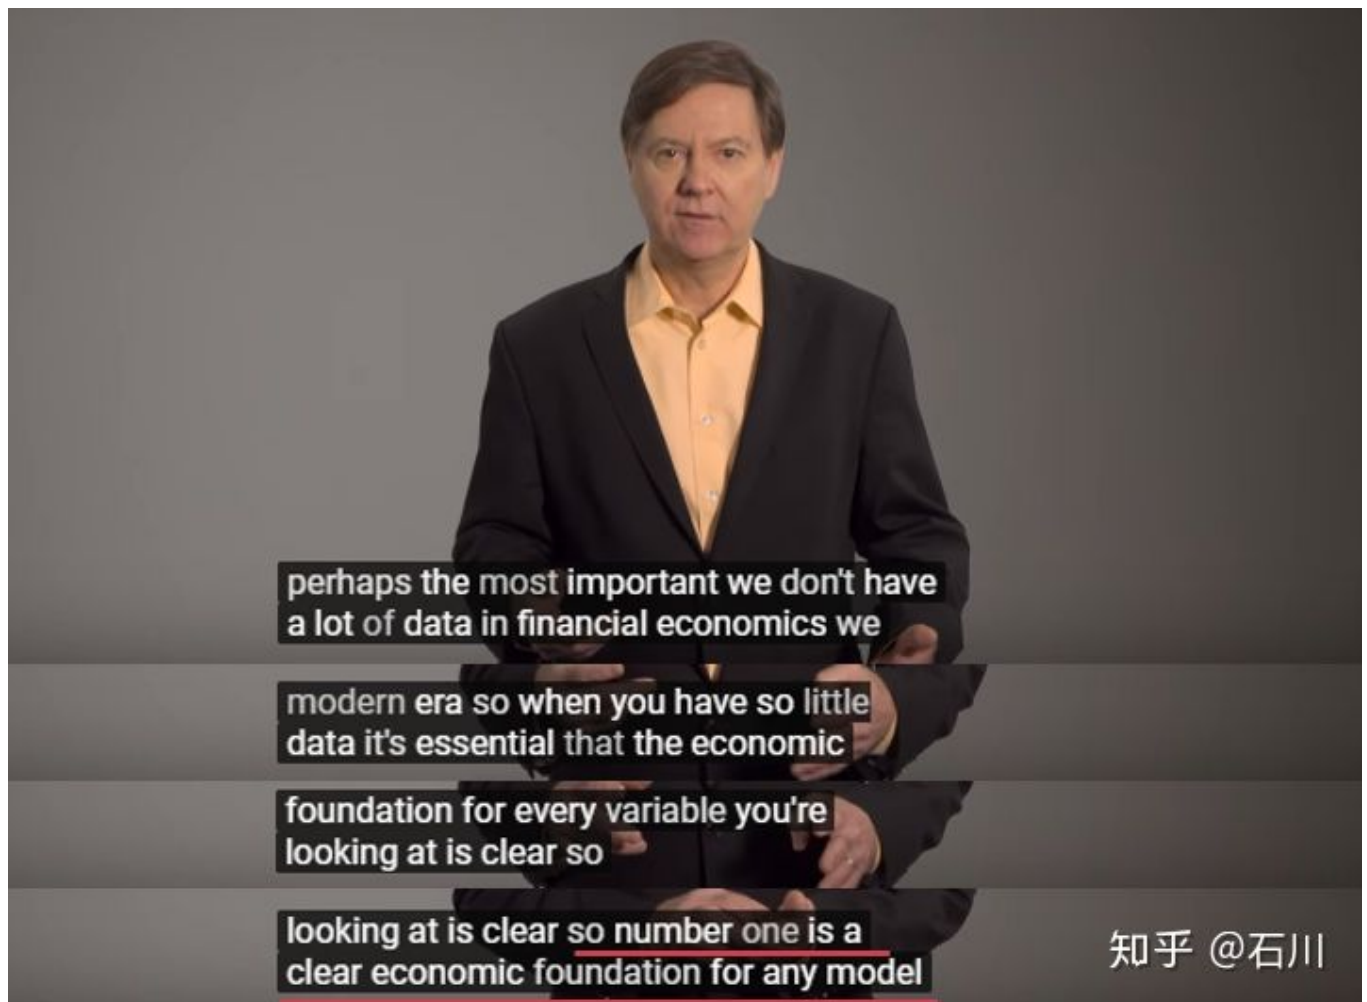 perhaps the most important we don't have
a lot of data in financial economics we
modern era so when you have so little
data it's essential that the economic
foundation for every variable you're
looking at is clear so
looking at is clear so number one is a
clear economic foundation for any model
知乎 @石川